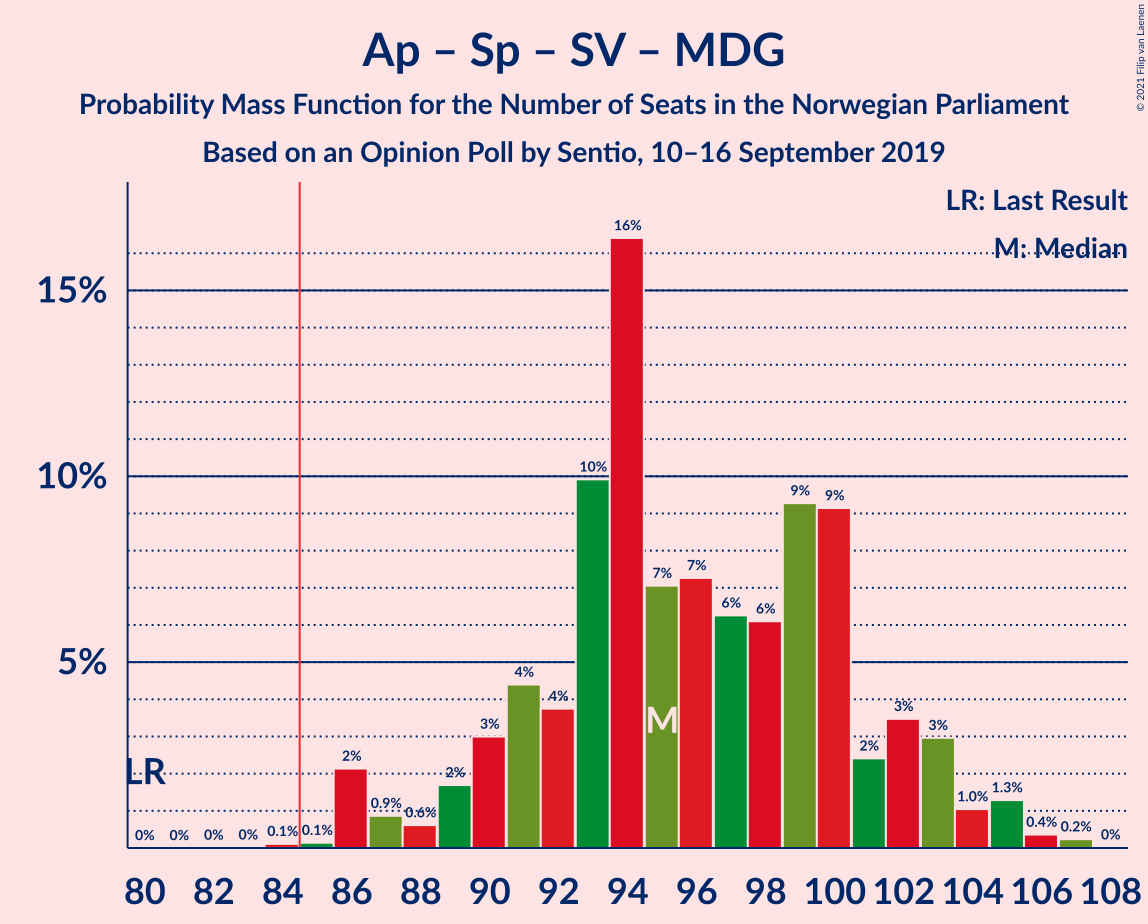 Ap – Sp – SV – MDG
Probability Mass Function for the Number of Seats in the Norwegian Parliament
Based on an Opinion Poll by Sentio, 10–16 September 2019
© 2021 Filip van Laenen
LR: Last Result
M: Median
15%
10%
5%
0% 0% 0% 0% 0.1% 0.1% 2% 0.9% 0.6% 2% 3% 4% 4% 10% 16% 7% 7% 6% 6% 9% 9% 2% 3% 3% 1.0% 1.3% 0.4% 0.2% 0%
LR
M
80 82 84 86 88 90 92 94 96 98 100 102 104 106 108